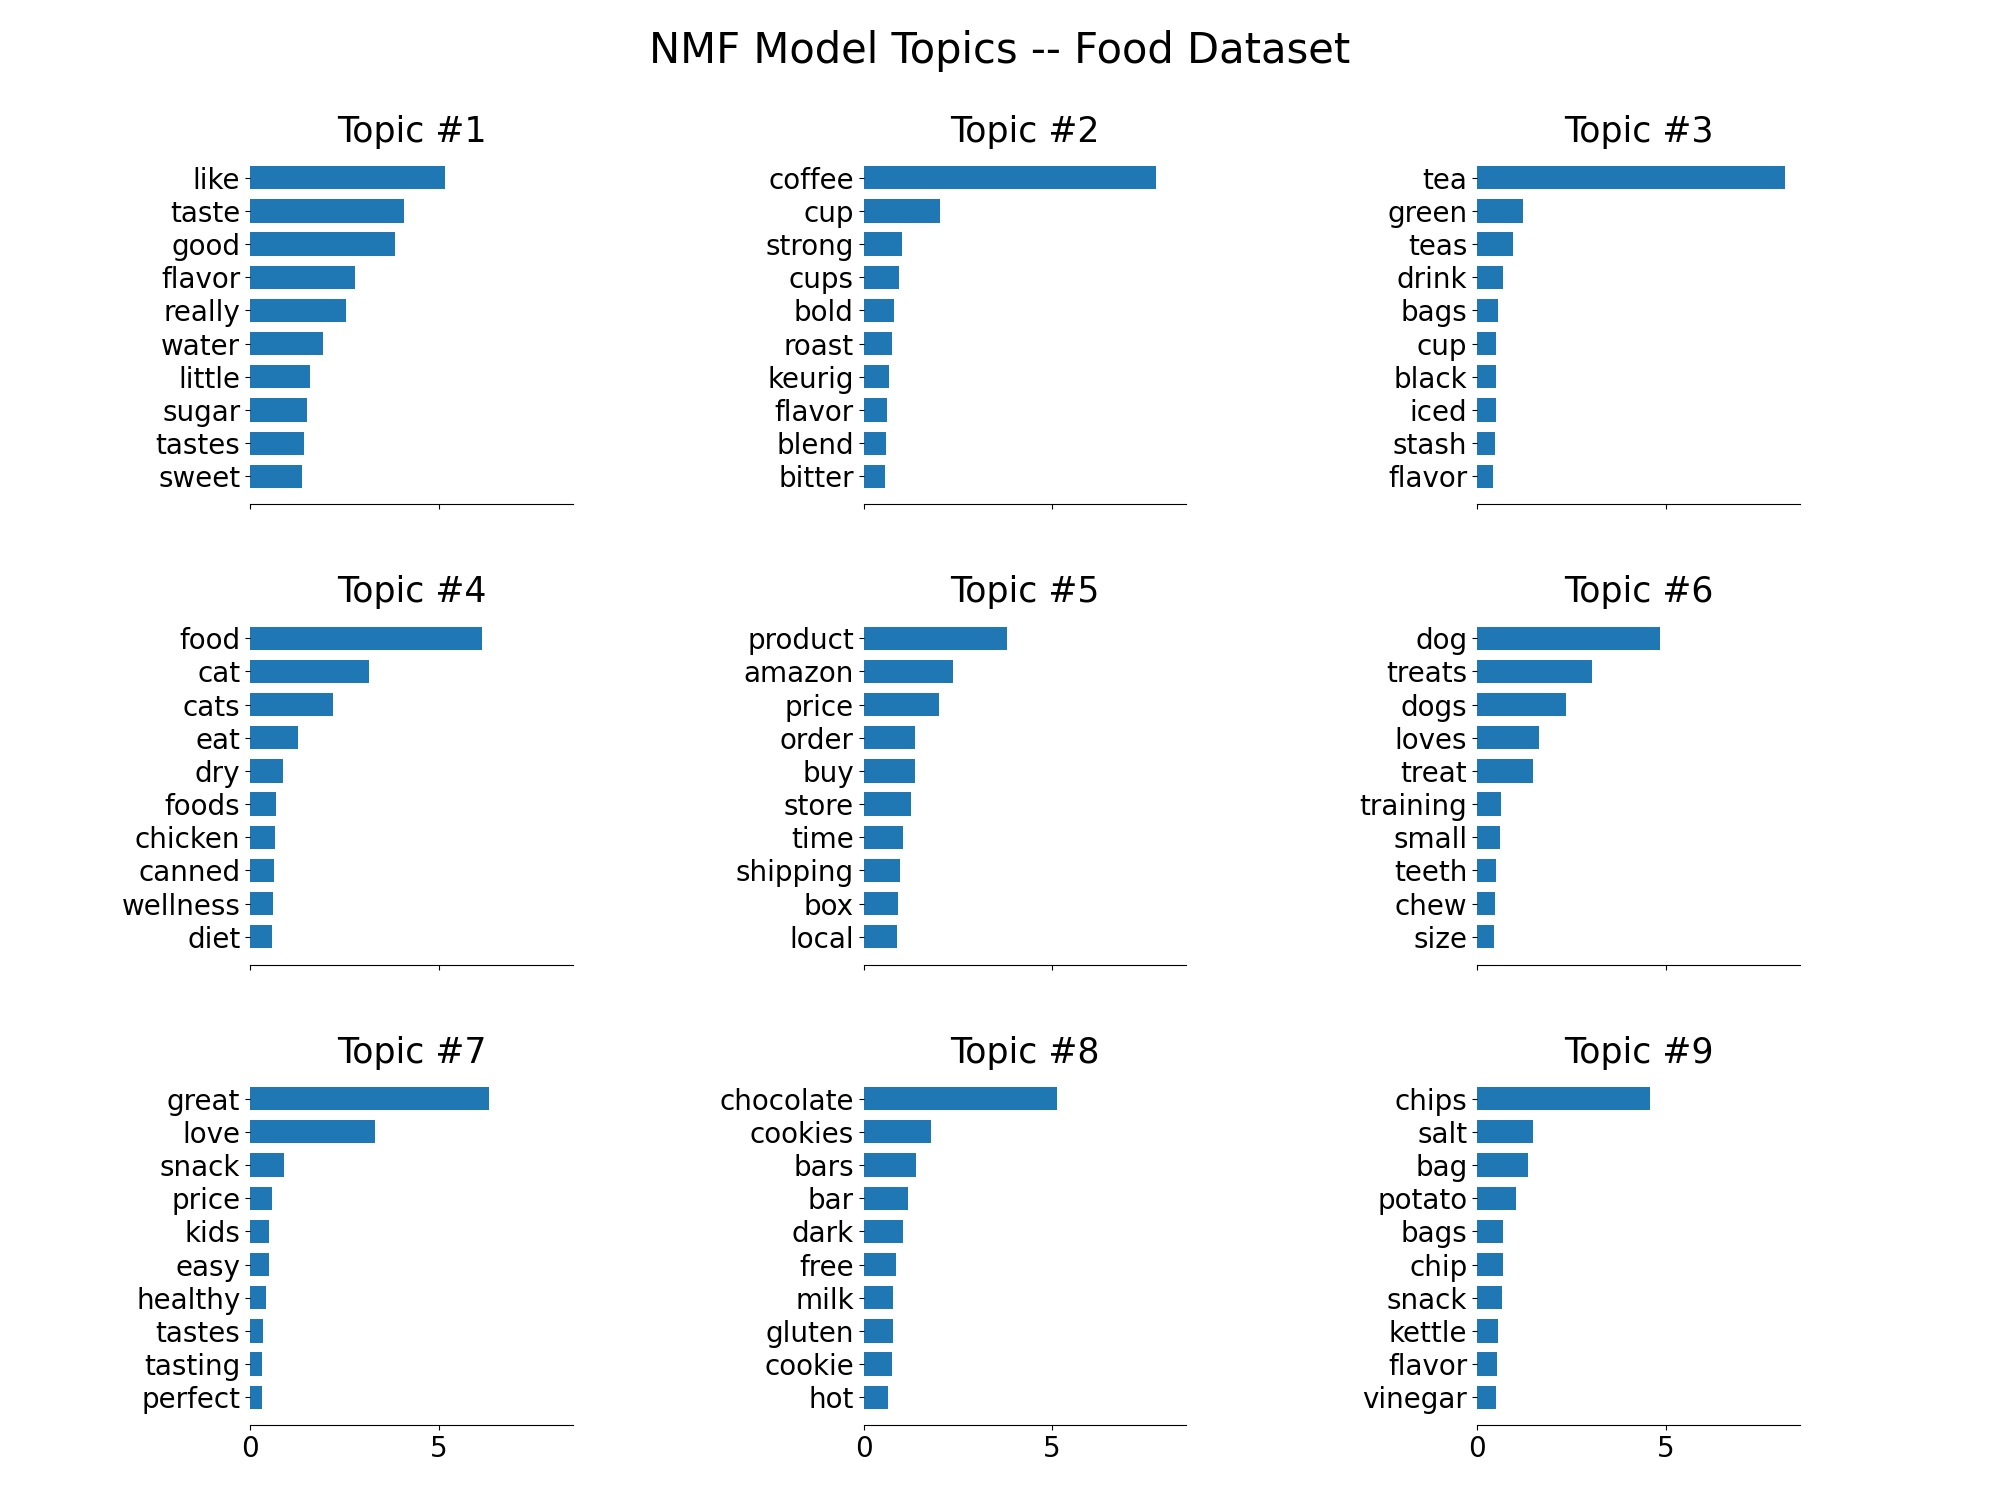 NMF Model Topics -- Food Dataset
Topic #1
like
taste
good
flavor
really
water
little
sugar
tastes
sweet
Topic #2
coffee
cup
strong
cups
bold
roast
keurig
flavor
blend
bitter
Topic #3
tea
green
teas
drink
bags
cup
black
iced
stash
flavor
Topic #4
food
cat
cats
eat
dry
foods
chicken
canned
wellness
diet
Topic #5
product
amazon
price
order
buy
store
time
shipping
box
local
Topic #6
dog
treats
dogs
loves
treat
training
small
teeth
chew
size
Topic #7
great
love
snack
price
kids
easy
healthy
tastes
tasting
perfect
0 5
Topic #8
chocolate
cookies
bars
bar
dark
free
milk
gluten
cookie
hot
0 5
Topic #9
chips
salt
bag
potato
bags
chip
snack
kettle
flavor
vinegar
0 5